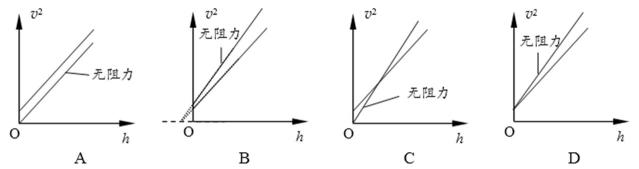 v² 无阻力 O h A
v² 无阻力 O h B
v² 无阻力 O h C
v² 无阻力 O h D